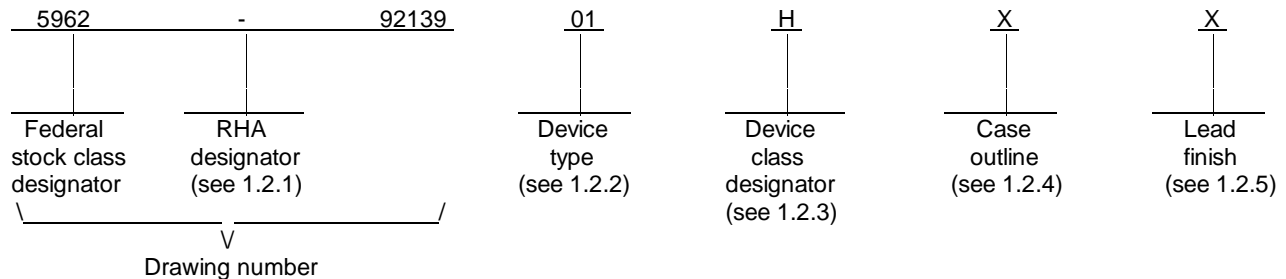 5962 - 92139 01 H X X
Federal RHA Device Device Case Lead
stock class designator type class outline finish
designator (see 1.2.1) (see 1.2.2) designator (see 1.2.4) (see 1.2.5)
(see 1.2.3)
\ /
\/
Drawing number